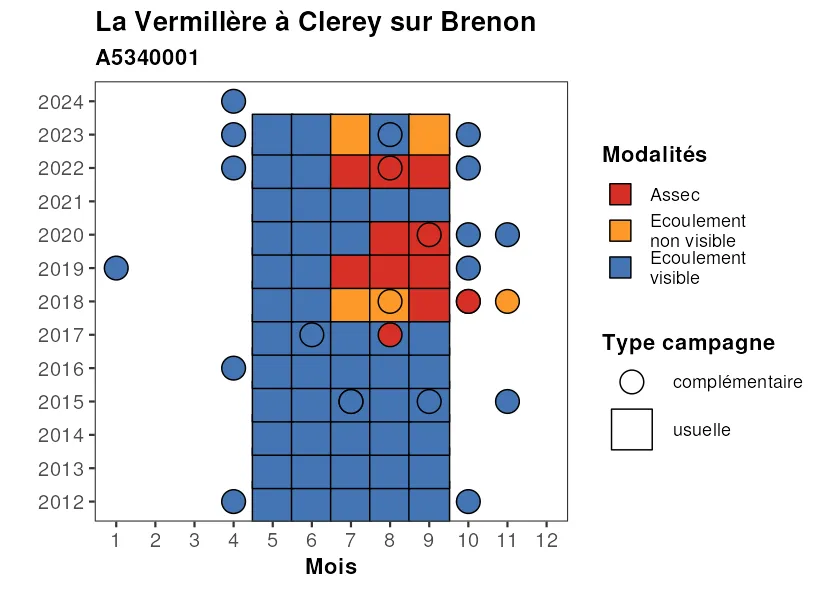 La Vermillère à Clerey sur Brenon
A5340001
2024
2023
2022
2021
2020
2019
2018
2017
2016
2015
2014
2013
2012
1 2 3 4 5 6 7 8 9 10 11 12
Mois
Modalités
Assec
Ecoulement
non visible
Ecoulement
visible
Type campagne
complémentaire
usuelle